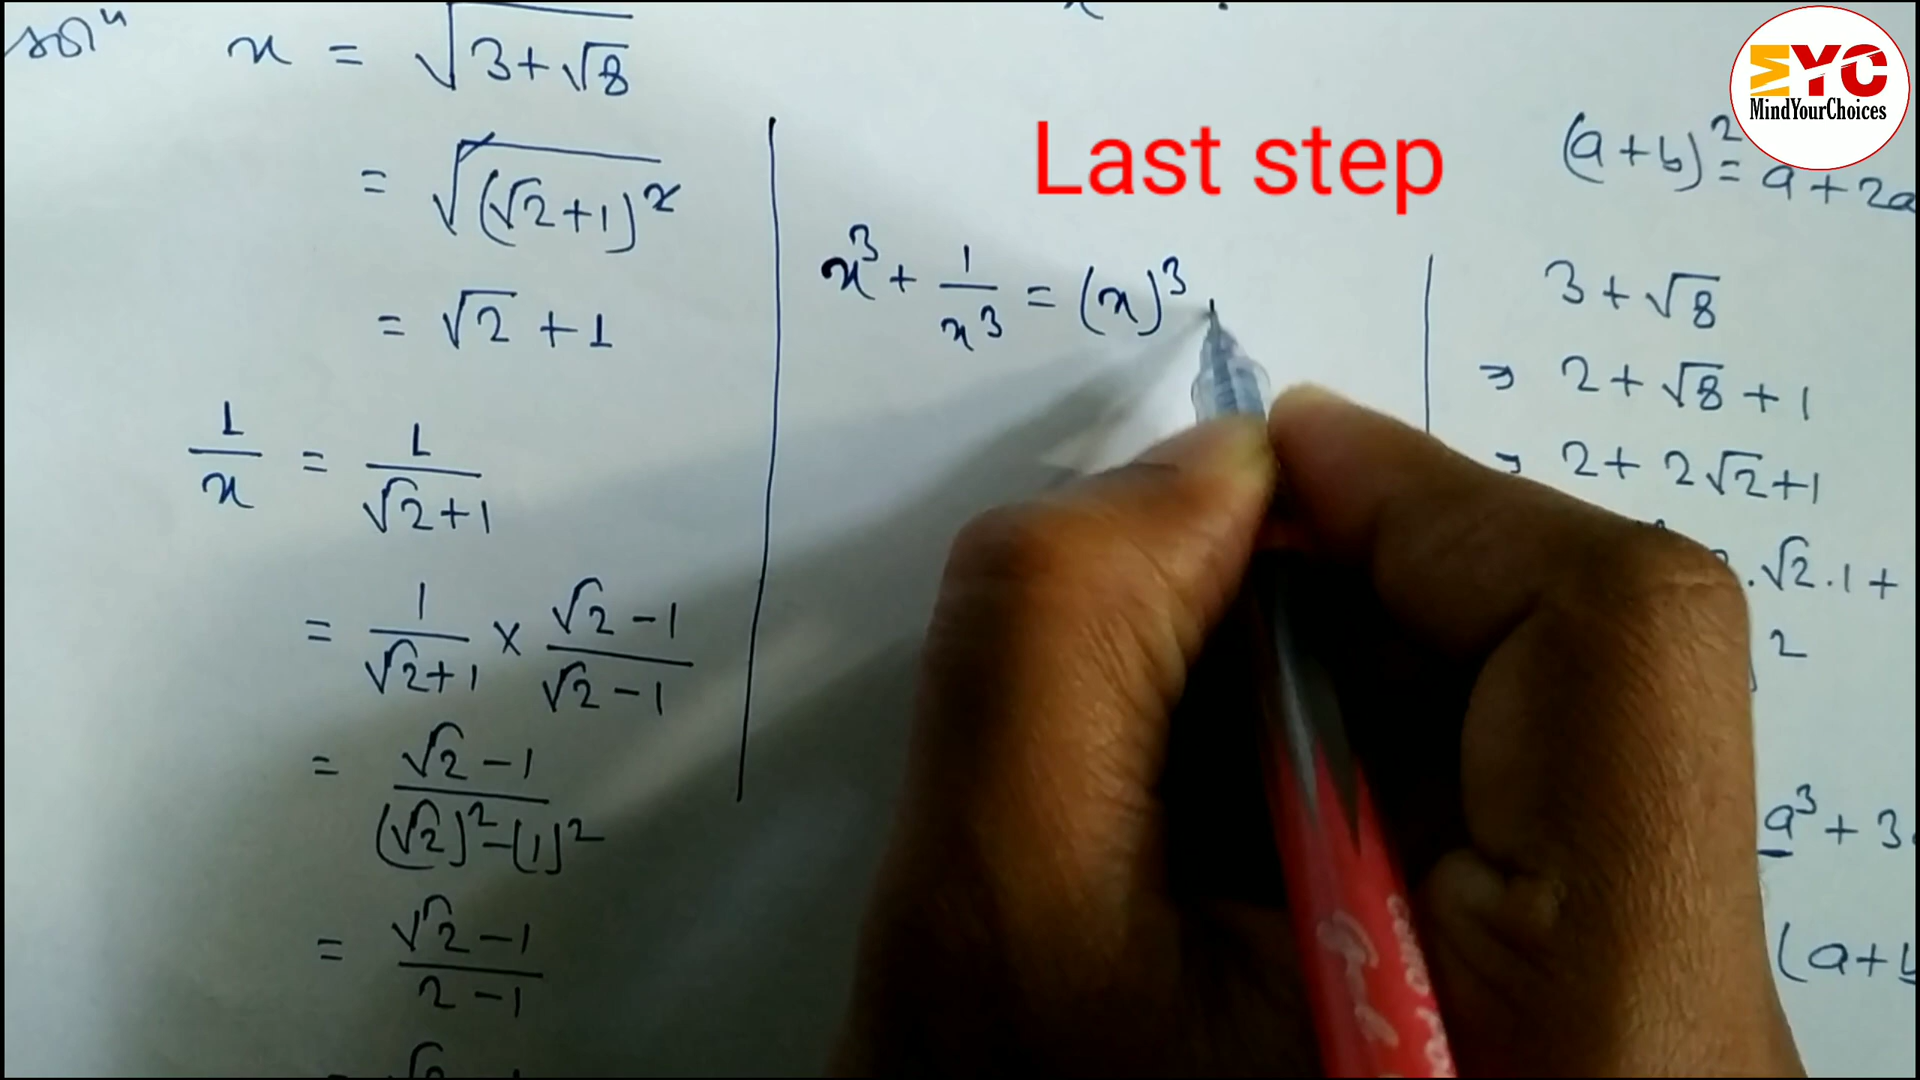 solⁿ x = √(3+√8)
= √((√2+1)²)
= √2 + 1
1/x = 1/(√2+1)
= 1/(√2+1) × (√2-1)/(√2-1)
= (√2-1)/((√2)²-(1)²)
= (√2-1)/(2-1)
Last step
x³ + 1/x³ = (x)³
MYC
MindYourChoices
(a+b)² = a + 2a
3 + √8
⇒ 2 + √8 + 1
⇒ 2 + 2√2+1
.√2.1+
2
a³ + 3
(a+b